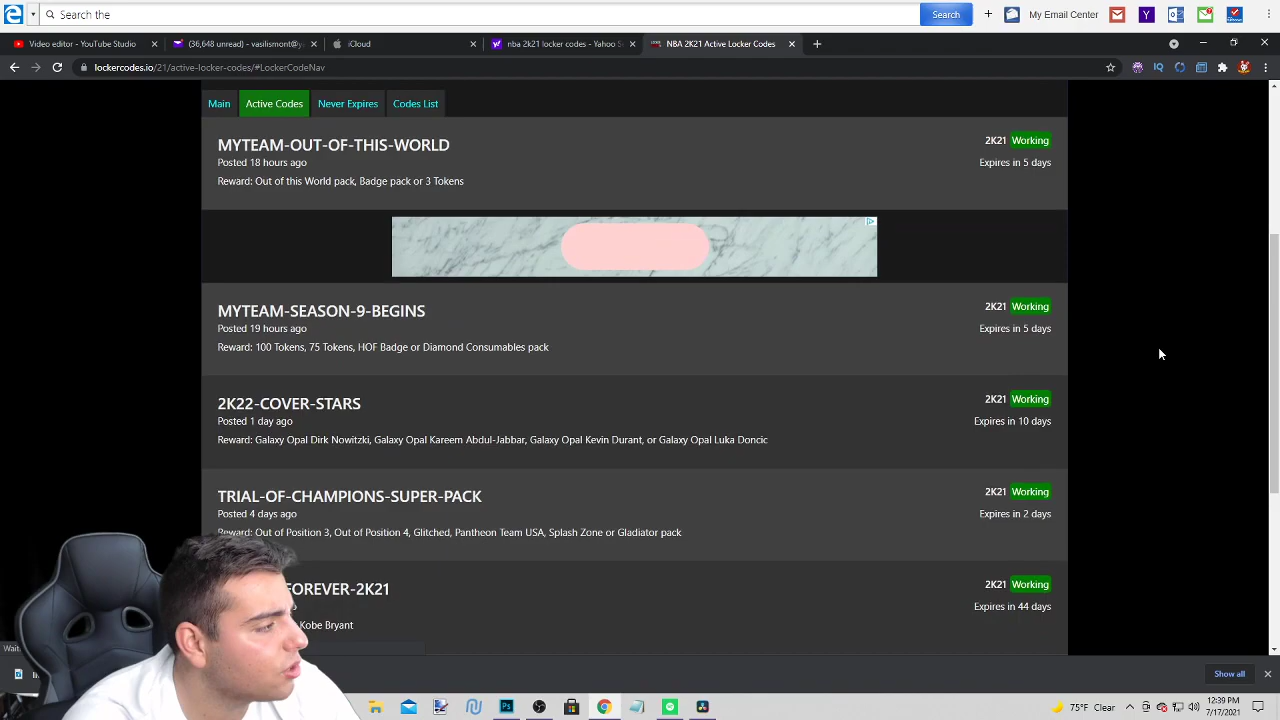 Search the
Search
My Email Center
Video editor - YouTube Studio
(36,648 unread) - vasilismont@y
iCloud
nba 2k21 locker codes - Yahoo S
NBA 2K21 Active Locker Codes
lockercodes.io/21/active-locker-codes/#LockerCodeNav
Main
Active Codes
Never Expires
Codes List
MYTEAM-OUT-OF-THIS-WORLD
2K21 Working
Posted 18 hours ago
Expires in 5 days
Reward: Out of this World pack, Badge pack or 3 Tokens
MYTEAM-SEASON-9-BEGINS
2K21 Working
Posted 19 hours ago
Expires in 5 days
Reward: 100 Tokens, 75 Tokens, HOF Badge or Diamond Consumables pack
2K22-COVER-STARS
2K21 Working
Posted 1 day ago
Expires in 10 days
Reward: Galaxy Opal Dirk Nowitzki, Galaxy Opal Kareem Abdul-Jabbar, Galaxy Opal Kevin Durant, or Galaxy Opal Luka Doncic
TRIAL-OF-CHAMPIONS-SUPER-PACK
2K21 Working
Posted 4 days ago
Expires in 2 days
Reward: Out of Position 3, Out of Position 4, Glitched, Pantheon Team USA, Splash Zone or Gladiator pack
FOREVER-2K21
2K21 Working
Expires in 44 days
Kobe Bryant
Wait
Show all
75°F Clear
12:39 PM
7/17/2021